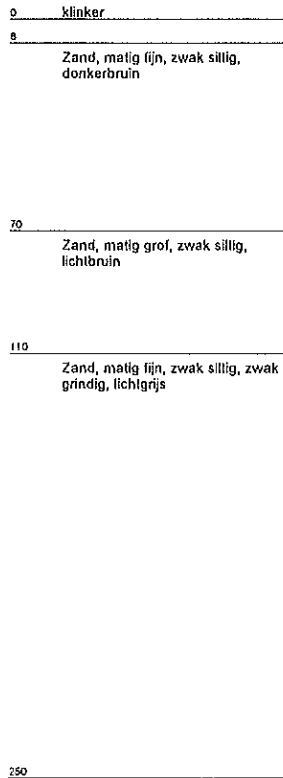 0 klinker
8
Zand, matig fijn, zwak siltig,
donkerbruin
70
Zand, matig grof, zwak siltig,
lichtbruin
110
Zand, matig fijn, zwak siltig, zwak
grindig, lichtgrijs
250